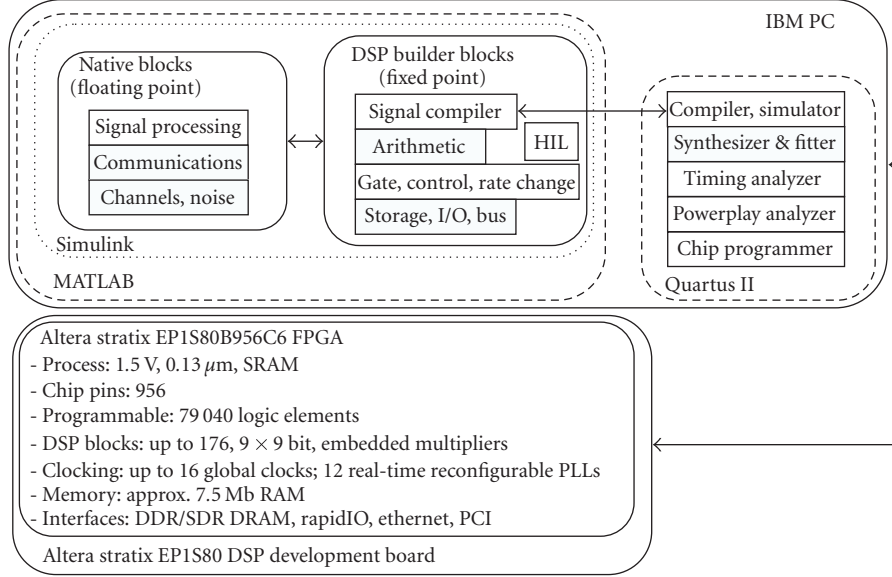 IBM PC
Native blocks
(floating point)
Signal processing
Communications
Channels, noise
DSP builder blocks
(fixed point)
Signal compiler
Arithmetic
HIL
Gate, control, rate change
Storage, I/O, bus
Simulink
MATLAB
Compiler, simulator
Synthesizer & fitter
Timing analyzer
Powerplay analyzer
Chip programmer
Quartus II
Altera stratix EP1S80B956C6 FPGA
- Process: 1.5 V, 0.13 μm, SRAM
- Chip pins: 956
- Programmable: 79 040 logic elements
- DSP blocks: up to 176, 9 × 9 bit, embedded multipliers
- Clocking: up to 16 global clocks; 12 real-time reconfigurable PLLs
- Memory: approx. 7.5 Mb RAM
- Interfaces: DDR/SDR DRAM, rapidIO, ethernet, PCI
Altera stratix EP1S80 DSP development board